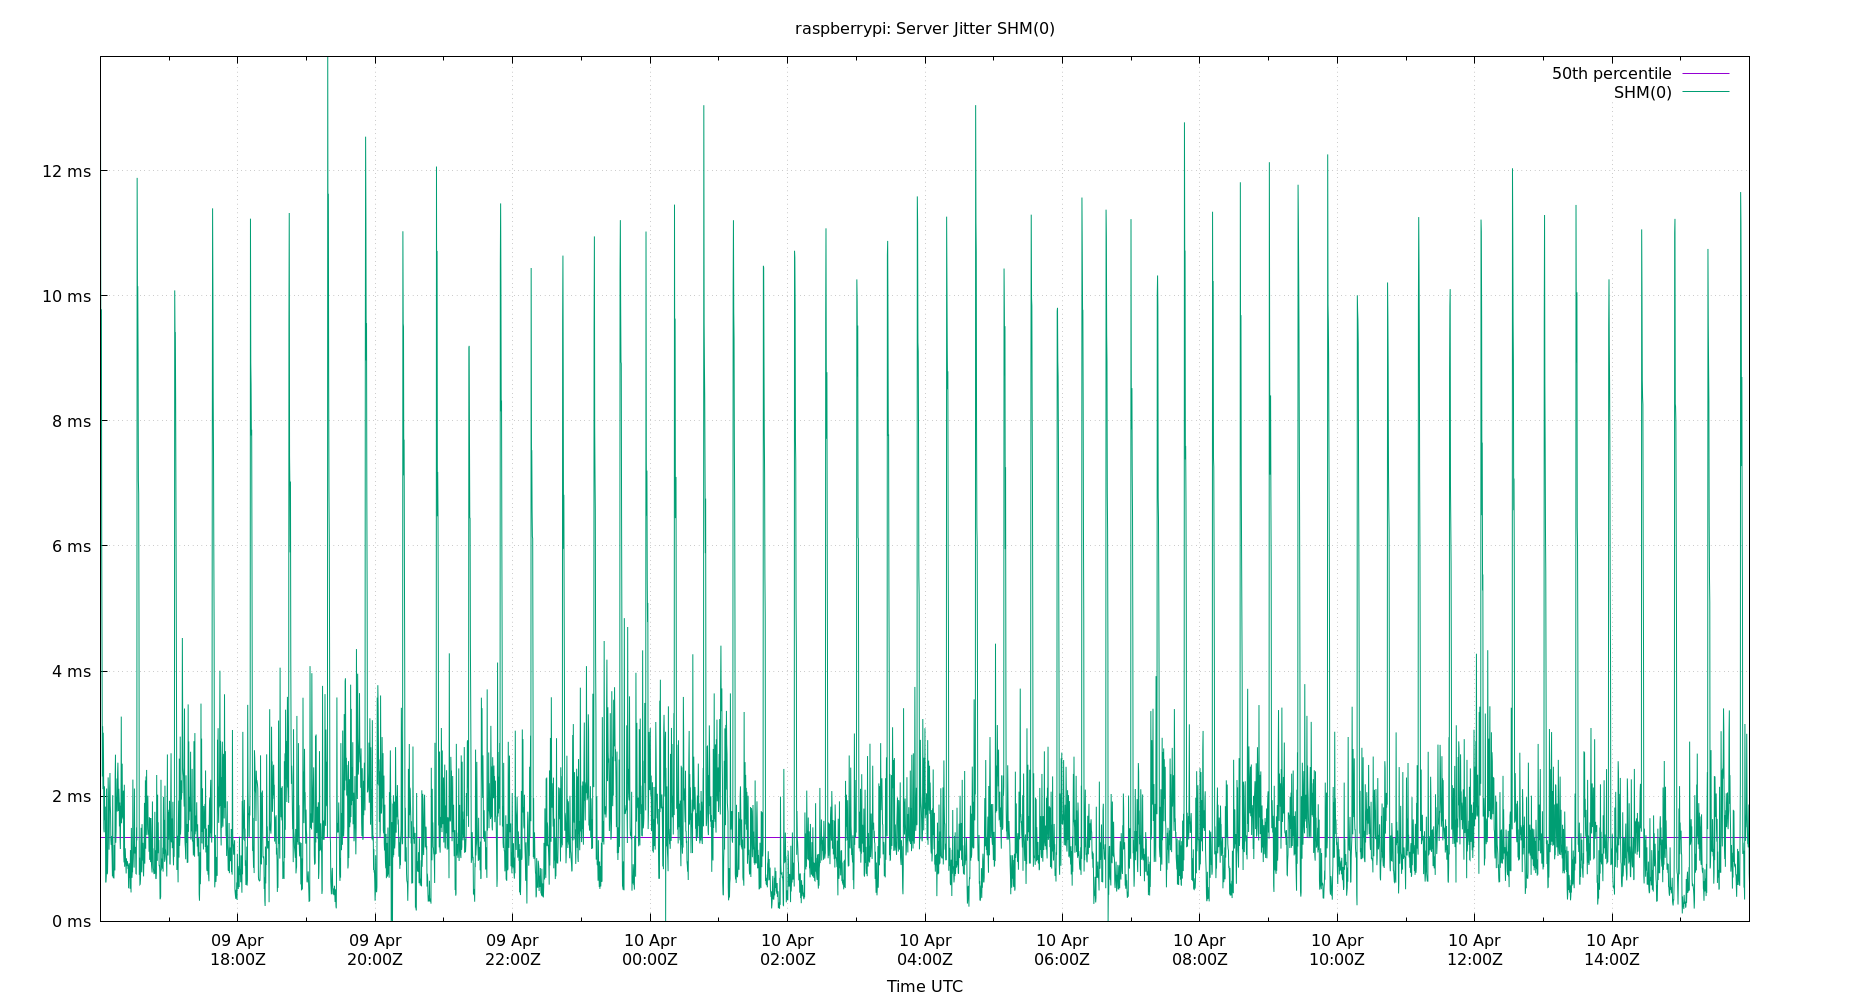 raspberrypi: Server Jitter SHM(0)
50th percentile
SHM(0)
12 ms
10 ms
8 ms
6 ms
4 ms
2 ms
0 ms
09 Apr 09 Apr 09 Apr 10 Apr 10 Apr 10 Apr 10 Apr 10 Apr 10 Apr 10 Apr 10 Apr
18:00Z 20:00Z 22:00Z 00:00Z 02:00Z 04:00Z 06:00Z 08:00Z 10:00Z 12:00Z 14:00Z
Time UTC